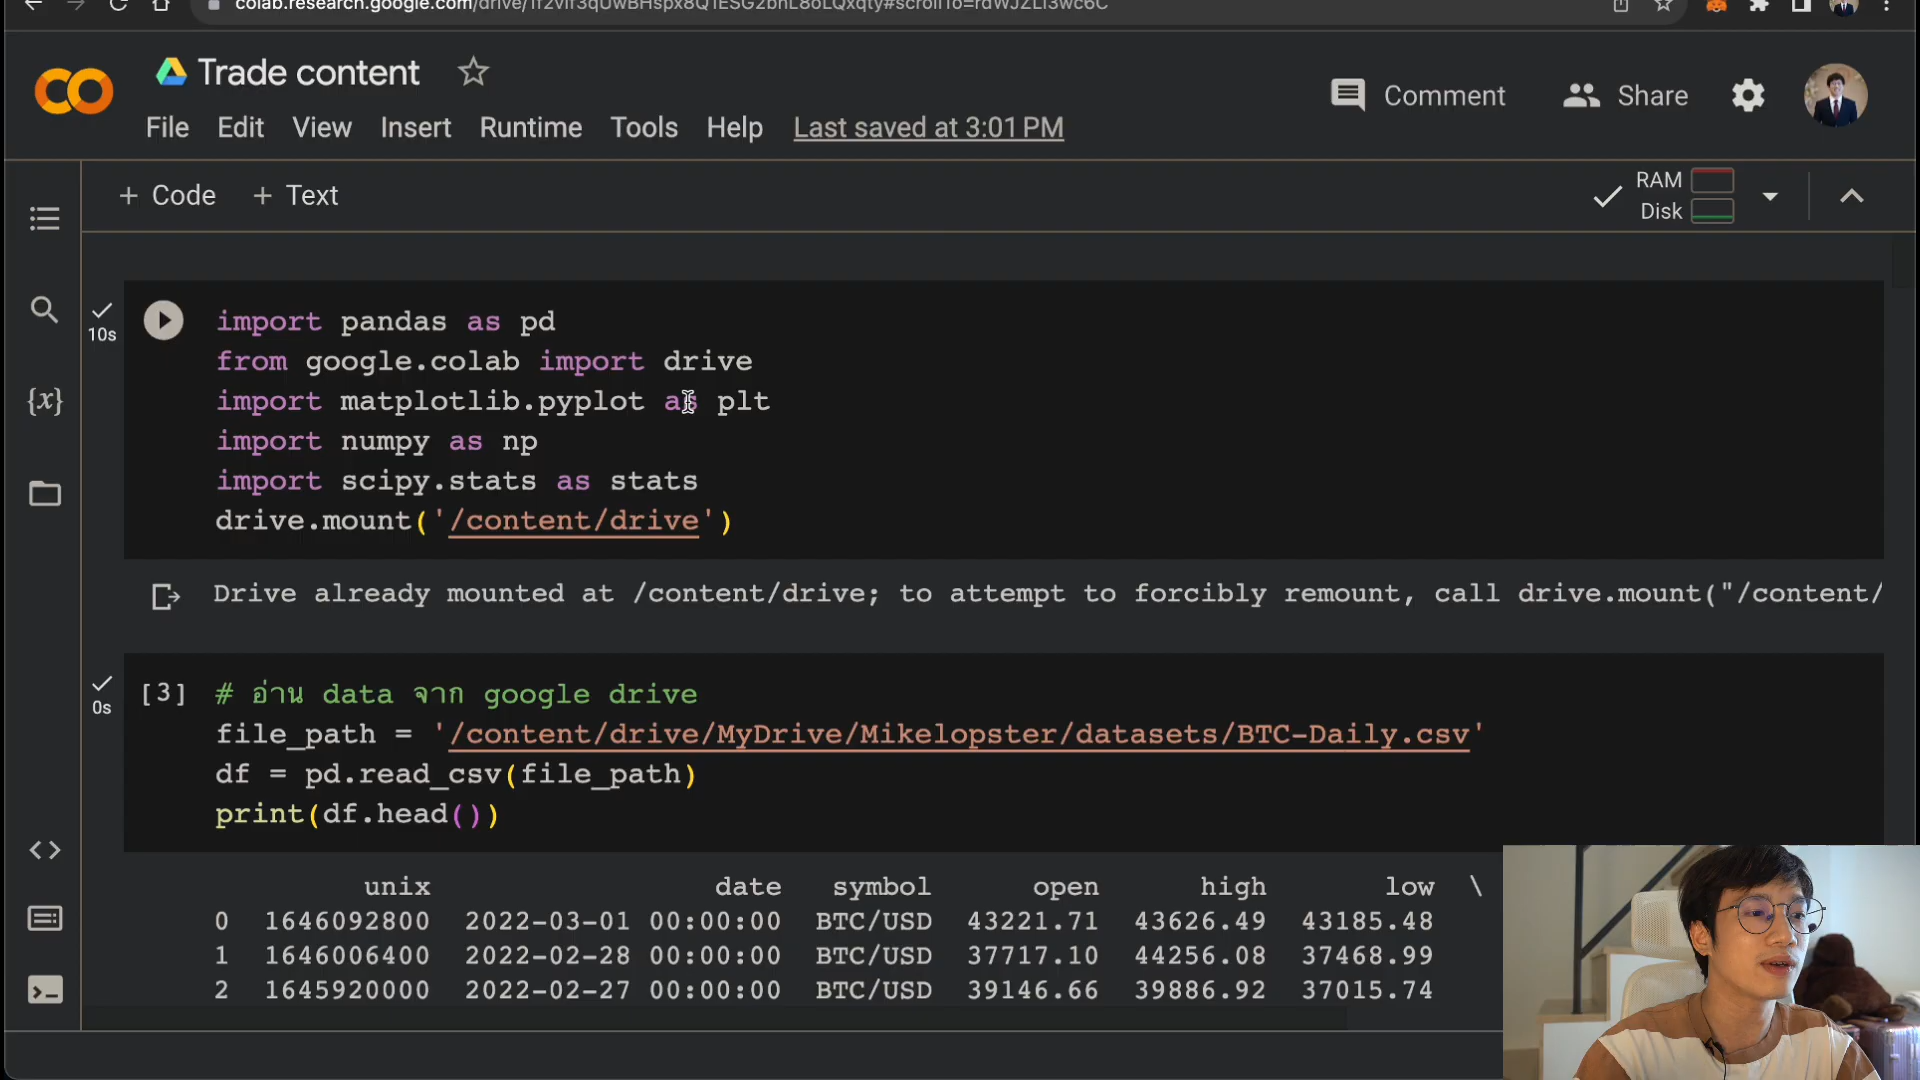 Trade content
Comment
Share
File Edit View Insert Runtime Tools Help Last saved at 3:01 PM
+ Code + Text
RAM
Disk
10s
import pandas as pd
from google.colab import drive
import matplotlib.pyplot as plt
import numpy as np
import scipy.stats as stats
drive.mount('/content/drive')
Drive already mounted at /content/drive; to attempt to forcibly remount, call drive.mount("/content/
0s
[3] # อ่าน data จาก google drive
file_path = '/content/drive/MyDrive/Mikelopster/datasets/BTC-Daily.csv'
df = pd.read_csv(file_path)
print(df.head())
unix date symbol open high low \
0 1646092800 2022-03-01 00:00:00 BTC/USD 43221.71 43626.49 43185.48
1 1646006400 2022-02-28 00:00:00 BTC/USD 37717.10 44256.08 37468.99
2 1645920000 2022-02-27 00:00:00 BTC/USD 39146.66 39886.92 37015.74